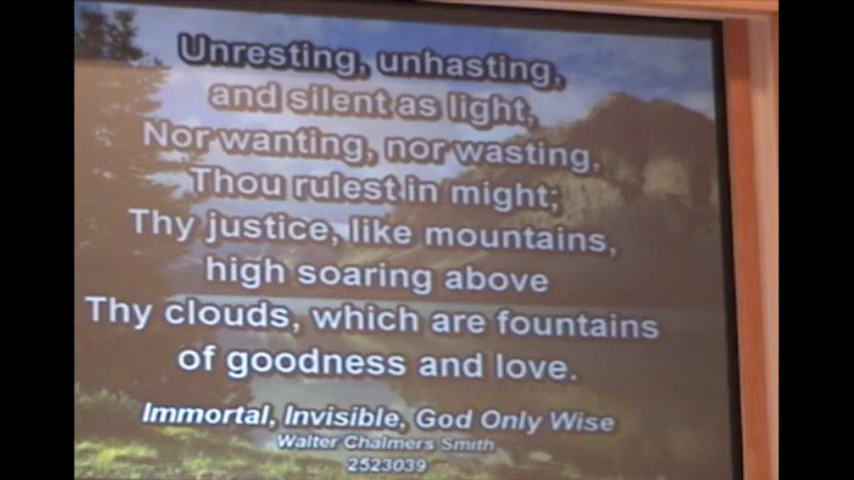 Unresting, unhasting,
and silent as light,
Nor wanting, nor wasting,
Thou rulest in might;
Thy justice, like mountains,
high soaring above
Thy clouds, which are fountains
of goodness and love.
Immortal, Invisible, God Only Wise
Walter Chalmers Smith
2523039